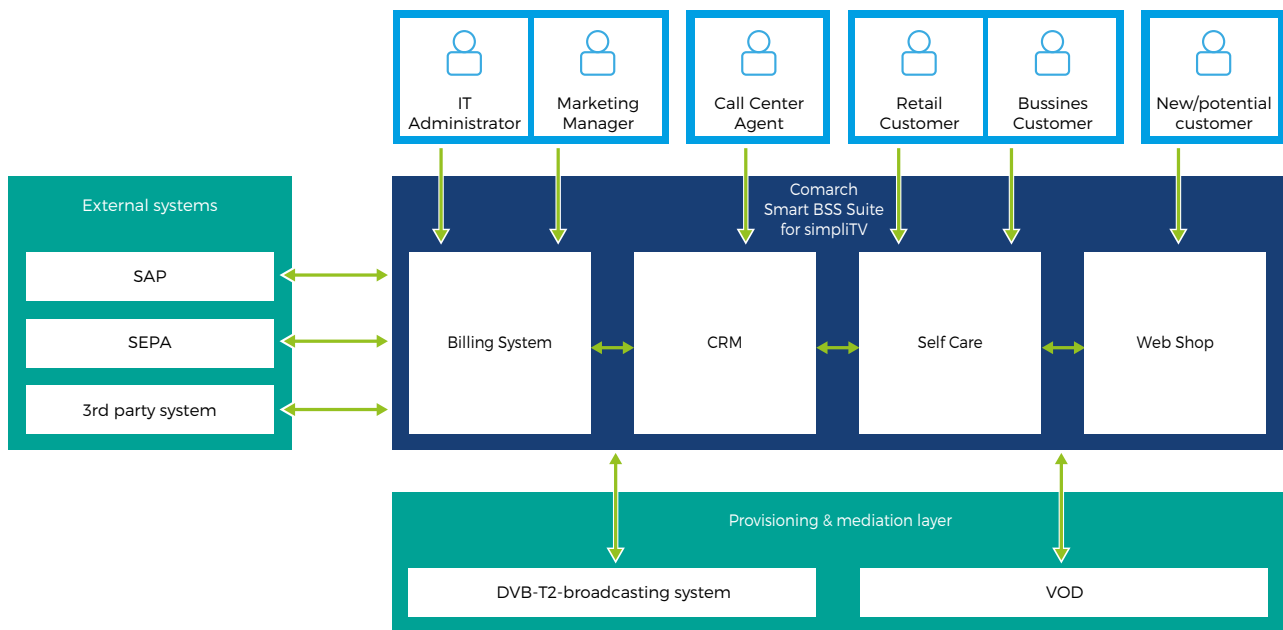 IT
Administrator
Marketing
Manager
Call Center
Agent
Retail
Customer
Bussines
Customer
New/potential
customer
External systems
SAP
SEPA
3rd party system
Comarch
Smart BSS Suite
for simpliTV
Billing System
CRM
Self Care
Web Shop
Provisioning & mediation layer
DVB-T2-broadcasting system
VOD